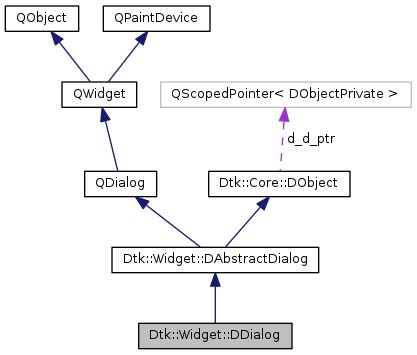 QObject
QPaintDevice
QWidget
QScopedPointer< DObjectPrivate >
d_d_ptr
QDialog
Dtk::Core::DObject
Dtk::Widget::DAbstractDialog
Dtk::Widget::DDialog